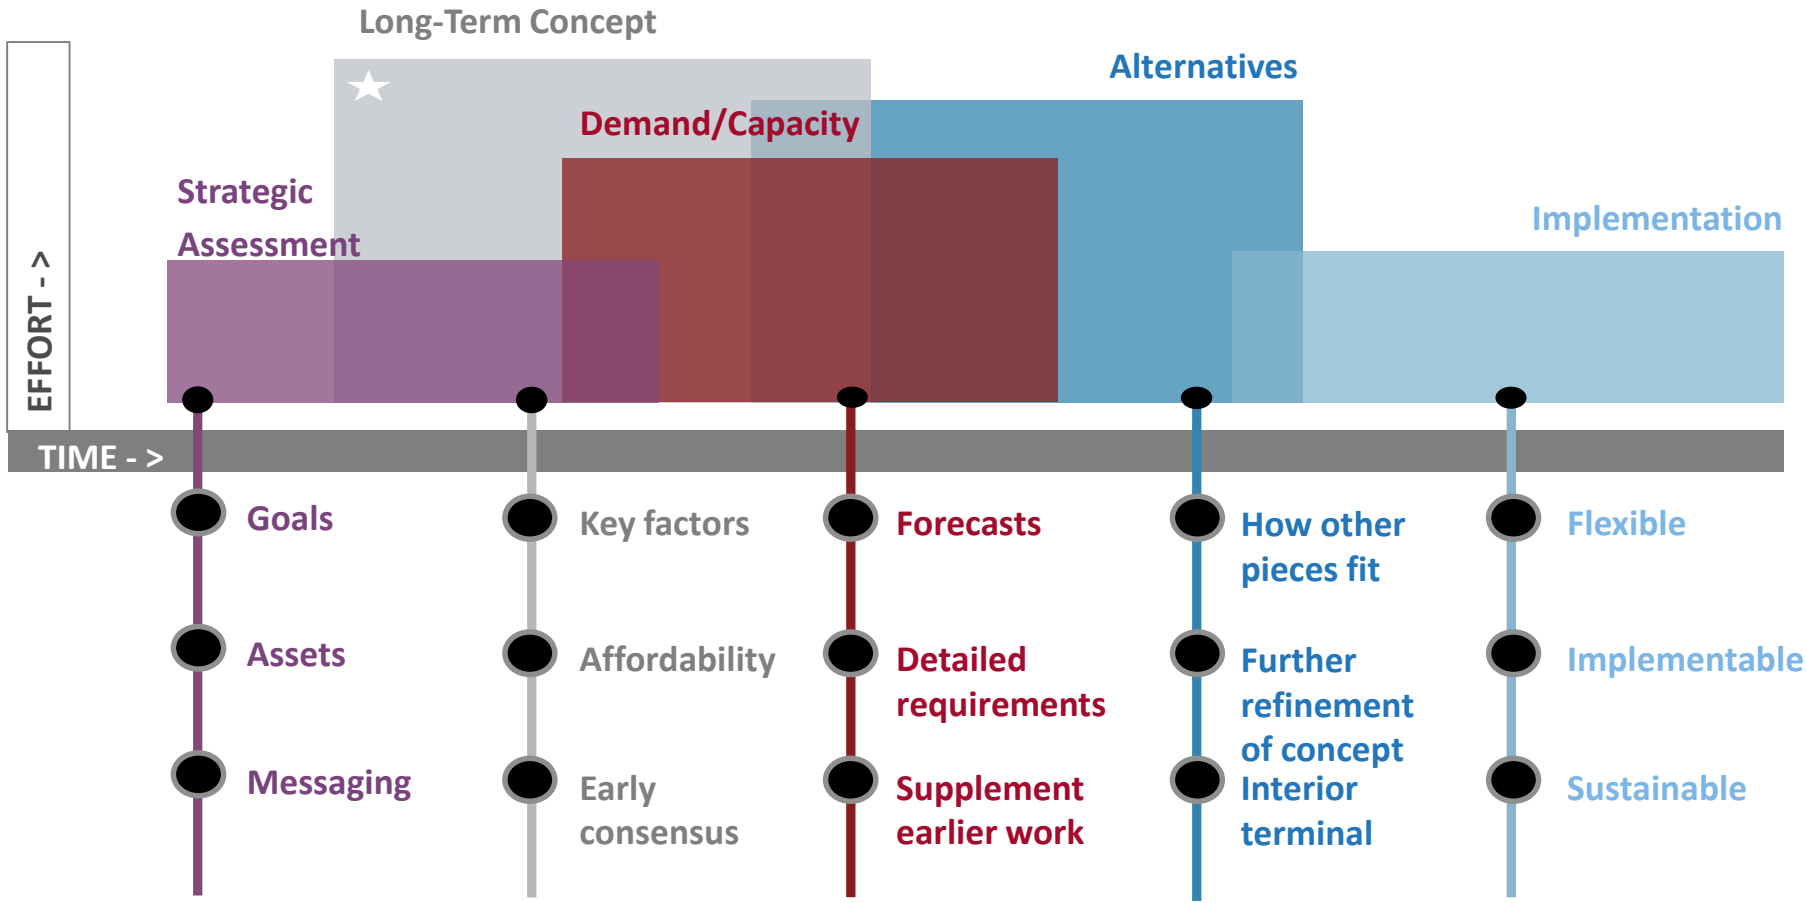 Long-Term Concept
Alternatives
Demand/Capacity
Strategic
Assessment
Implementation
EFFORT - >
TIME - >
Goals
Assets
Messaging
Key factors
Affordability
Early
consensus
Forecasts
Detailed
requirements
Supplement
earlier work
How other
pieces fit
Further
refinement
of concept
Interior
terminal
Flexible
Implementable
Sustainable